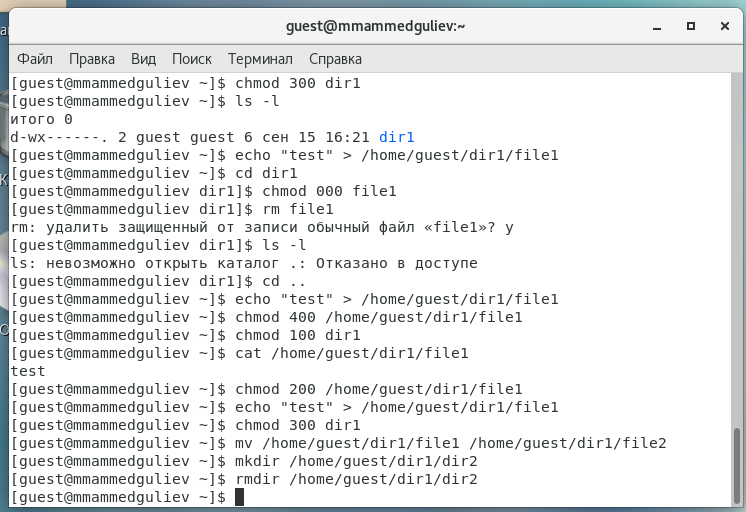 guest@mmammedguliev:~
Файл Правка Вид Поиск Терминал Справка
[guest@mmammedguliev ~]$ chmod 300 dir1
[guest@mmammedguliev ~]$ ls -l
итого 0
d-wx------. 2 guest guest 6 сен 15 16:21 dir1
[guest@mmammedguliev ~]$ echo "test" > /home/guest/dir1/file1
[guest@mmammedguliev ~]$ cd dir1
[guest@mmammedguliev dir1]$ chmod 000 file1
[guest@mmammedguliev dir1]$ rm file1
rm: удалить защищенный от записи обычный файл «file1»? y
[guest@mmammedguliev dir1]$ ls -l
ls: невозможно открыть каталог .: Отказано в доступе
[guest@mmammedguliev dir1]$ cd ..
[guest@mmammedguliev ~]$ echo "test" > /home/guest/dir1/file1
[guest@mmammedguliev ~]$ chmod 400 /home/guest/dir1/file1
[guest@mmammedguliev ~]$ chmod 100 dir1
[guest@mmammedguliev ~]$ cat /home/guest/dir1/file1
test
[guest@mmammedguliev ~]$ chmod 200 /home/guest/dir1/file1
[guest@mmammedguliev ~]$ echo "test" > /home/guest/dir1/file1
[guest@mmammedguliev ~]$ chmod 300 dir1
[guest@mmammedguliev ~]$ mv /home/guest/dir1/file1 /home/guest/dir1/file2
[guest@mmammedguliev ~]$ mkdir /home/guest/dir1/dir2
[guest@mmammedguliev ~]$ rmdir /home/guest/dir1/dir2
[guest@mmammedguliev ~]$